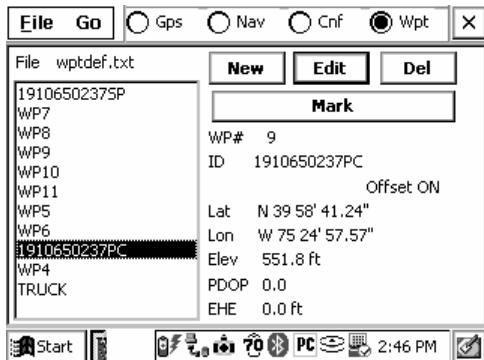 File Go Gps Nav Cnf Wpt
File wptdef.txt
New Edit Del
Mark
1910650237SP
WP7
WP8
WP9
WP10
WP11
WP5
WP6
1910650237PC
WP4
TRUCK
WP# 9
ID 1910650237PC
Offset ON
Lat N 39 58' 41.24"
Lon W 75 24' 57.57"
Elev 551.8 ft
PDOP 0.0
EHE 0.0 ft
Start 70 PC 2:46 PM